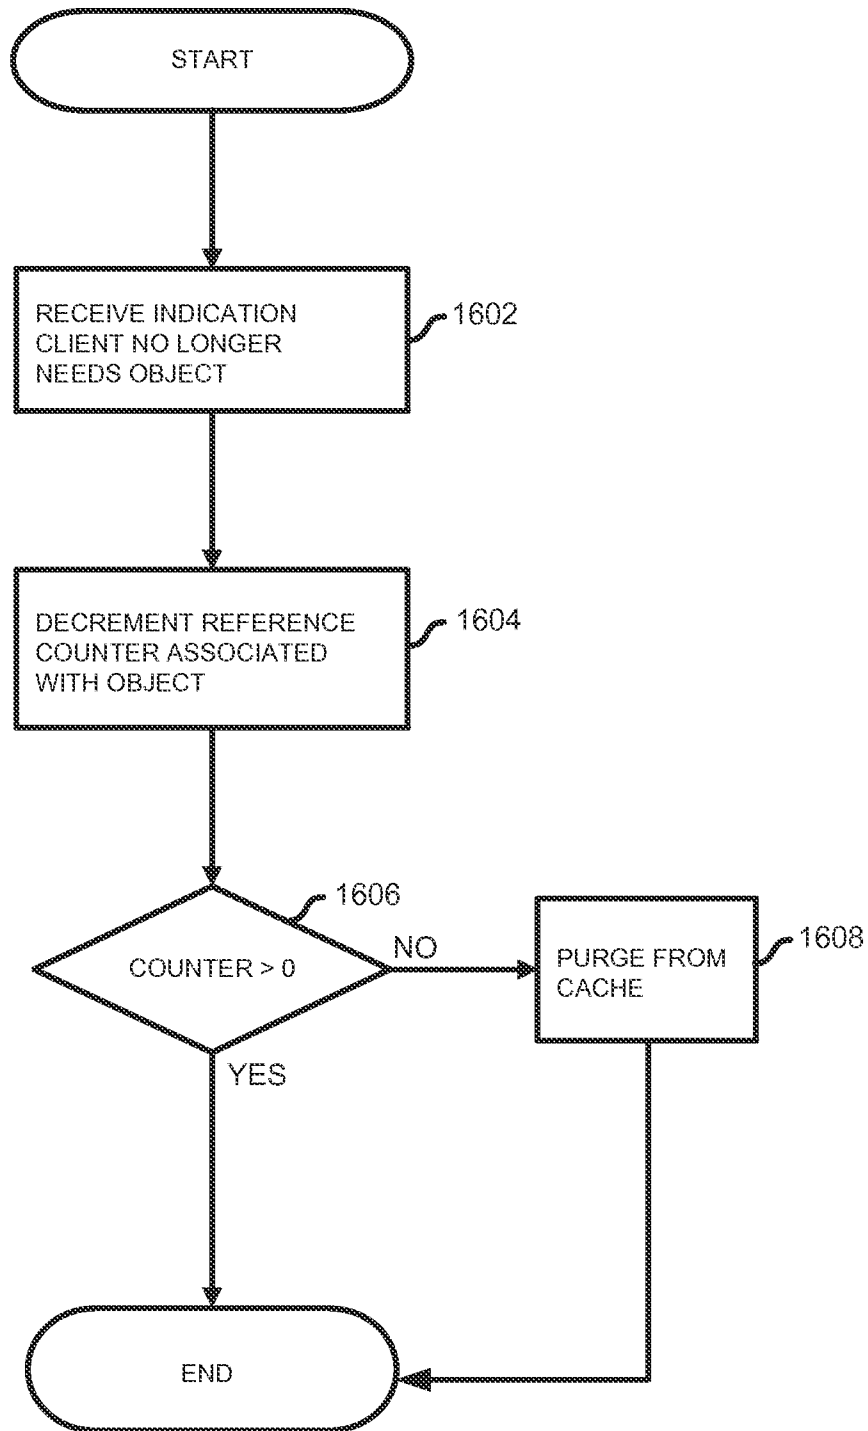 START
RECEIVE INDICATION
CLIENT NO LONGER
NEEDS OBJECT
1602
DECREMENT REFERENCE
COUNTER ASSOCIATED
WITH OBJECT
1604
COUNTER > 0
1606
NO
PURGE FROM
CACHE
1608
YES
END